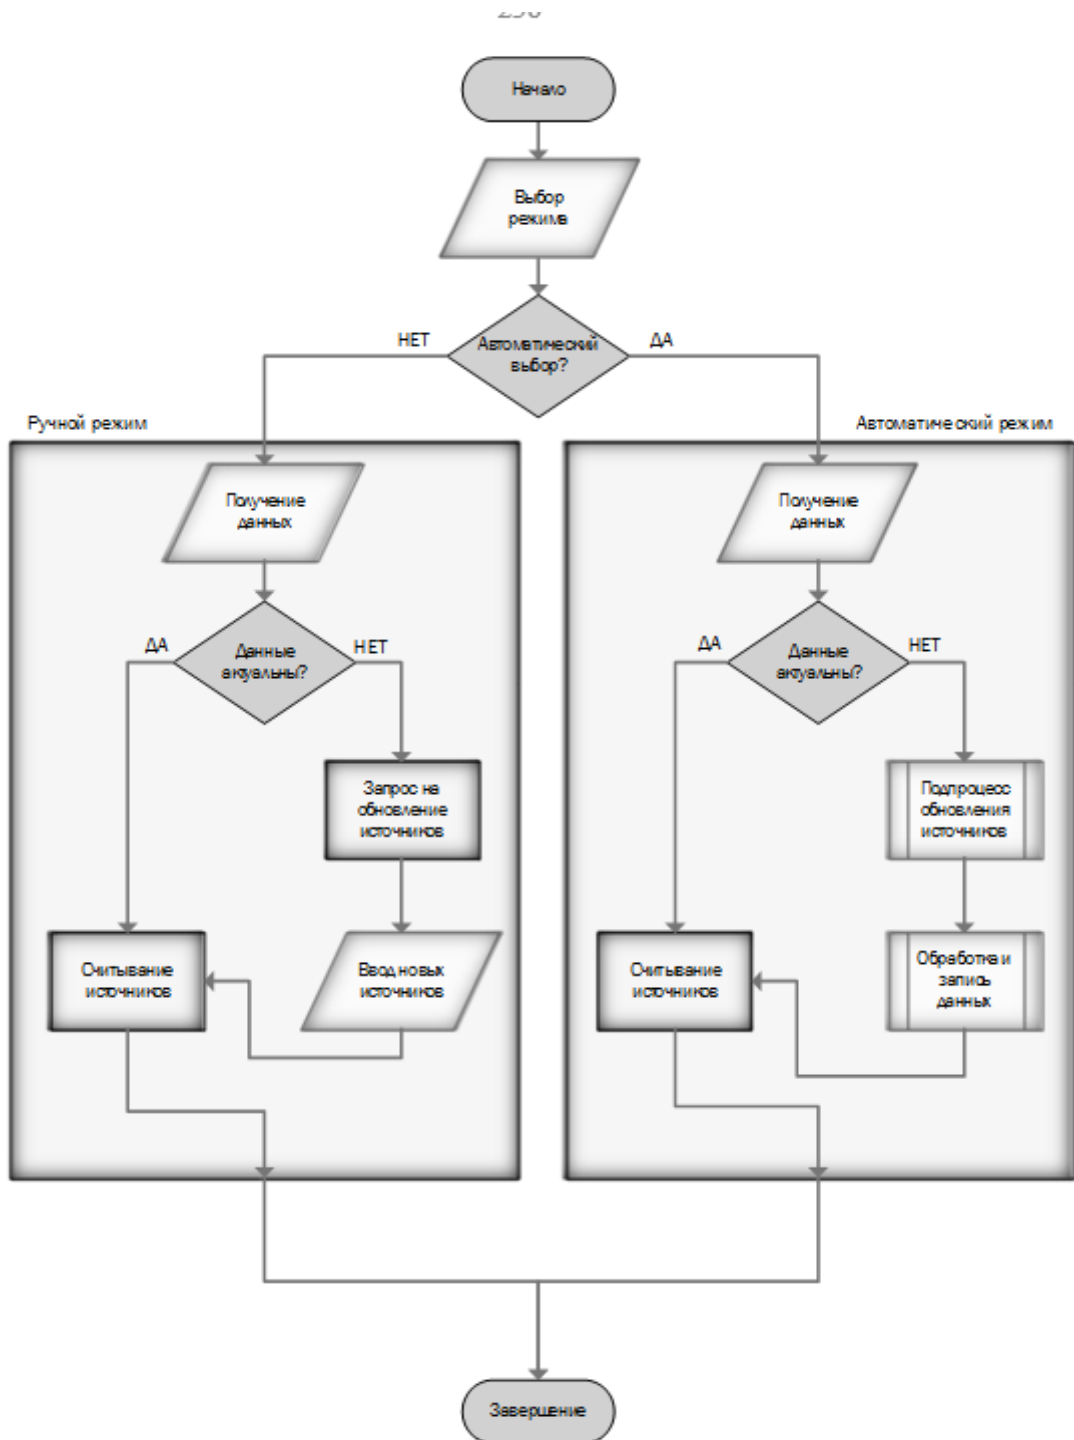 Начало
Выбор
режима
НЕТ
Автоматический
выбор?
ДА
Ручной режим
Автоматический режим
Получение
данных
Получение
данных
ДА
Данные
актуальны?
НЕТ
ДА
Данные
актуальны?
НЕТ
Запрос на
обновление
источников
Подпроцесс
обновления
источников
Считывание
источников
Ввод новых
источников
Считывание
источников
Обработка и
запись
данных
Завершение